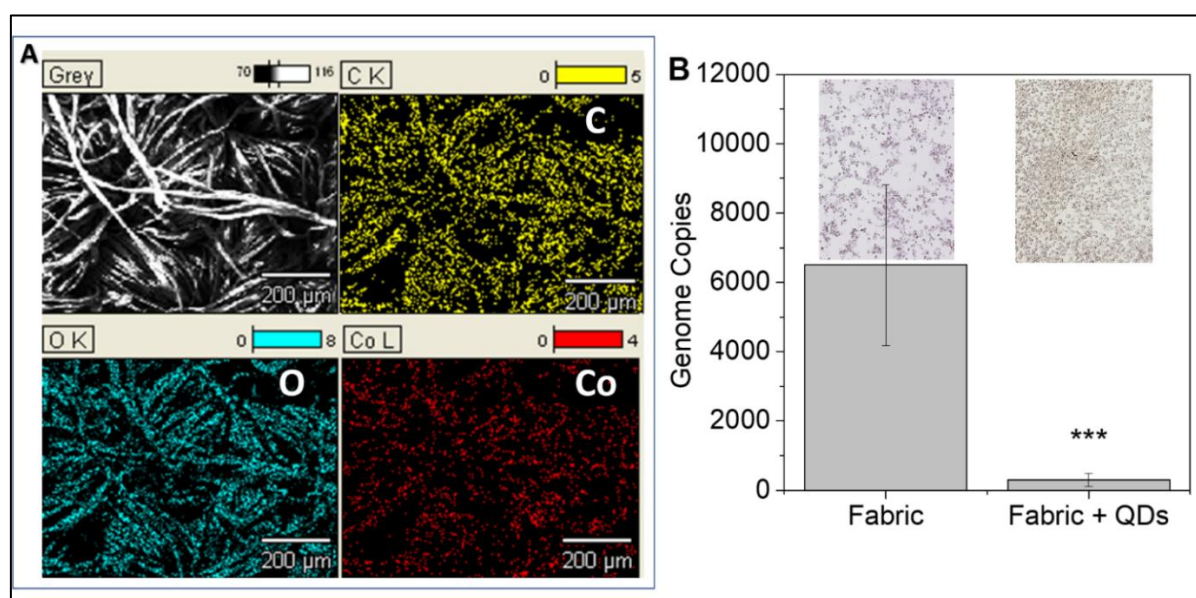 A
Grey 70 116
C K 0 5
C
200 µm
200 µm
O K 0 8
Co L 0 4
O
Co
200 µm
200 µm
B
12000
10000
8000
6000
4000
2000
0
Genome Copies
***
Fabric
Fabric + QDs